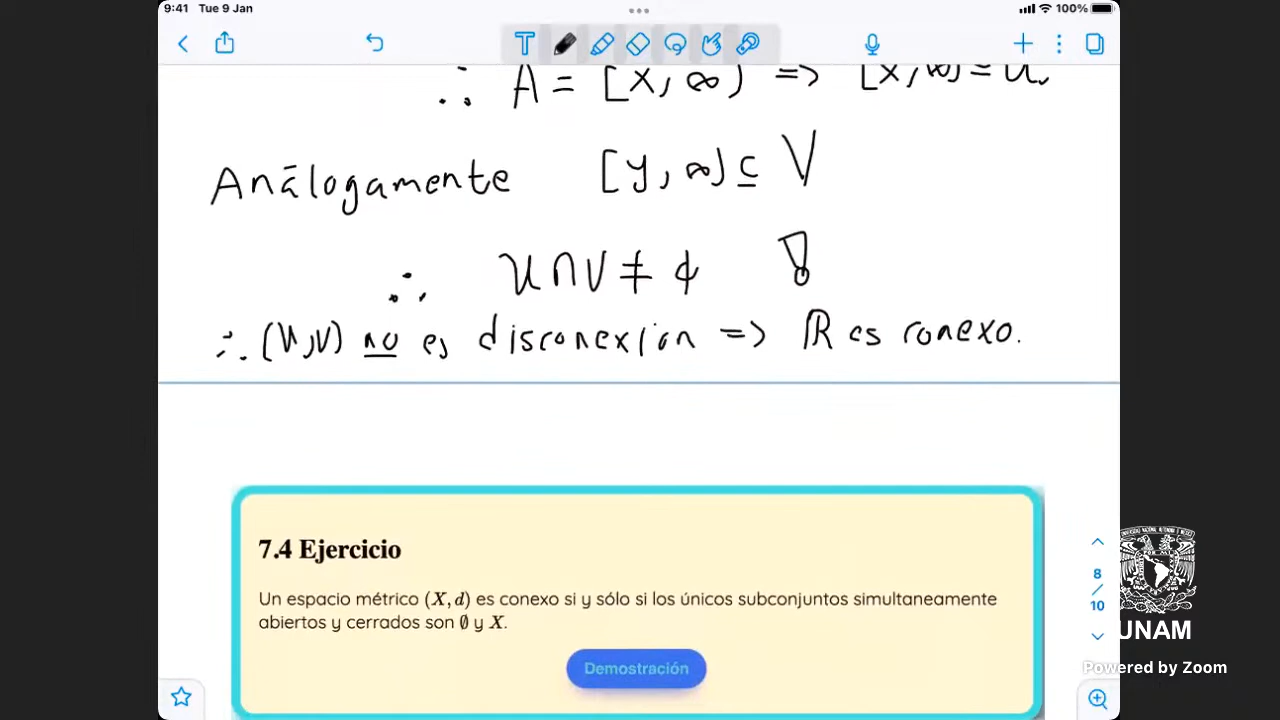 9:41 Tue 9 Jan
100%
∴ A = [x, ∞) => [x, ∞) ⊆ U.
Análogamente [y, ∞) ⊆ V
∴ U ∩ V ≠ ϕ !
∴ (U, V) no es disconexión => ℝ es conexo.
7.4 Ejercicio
Un espacio métrico (X, d) es conexo si y sólo si los únicos subconjuntos simultaneamente
abiertos y cerrados son ∅ y X.
Demostración
8
/
10
UNAM
Powered by Zoom